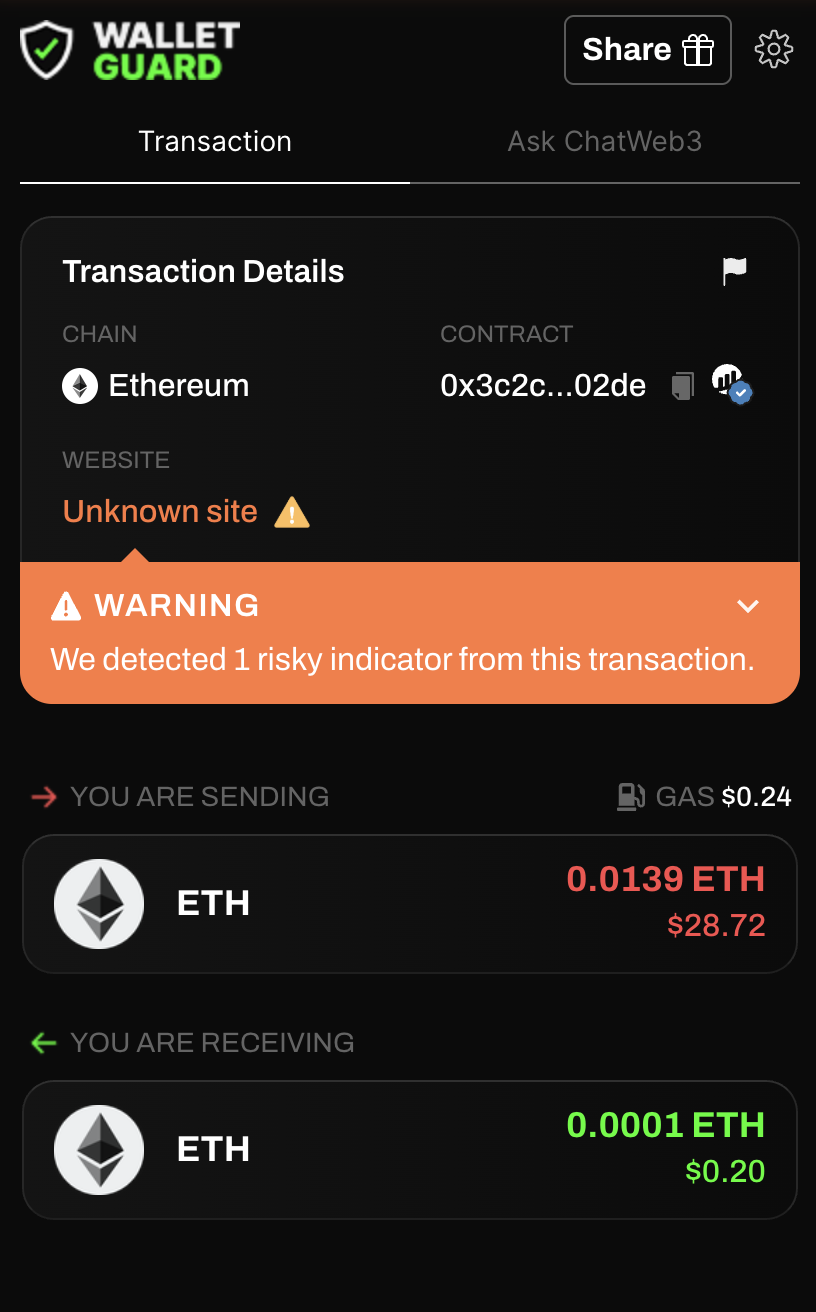 WALLET
GUARD
Share
Transaction
Ask ChatWeb3
Transaction Details
CHAIN
CONTRACT
Ethereum
0x3c2c...02de
WEBSITE
Unknown site
WARNING
We detected 1 risky indicator from this transaction.
YOU ARE SENDING
GAS $0.24
ETH
0.0139 ETH
$28.72
YOU ARE RECEIVING
ETH
0.0001 ETH
$0.20